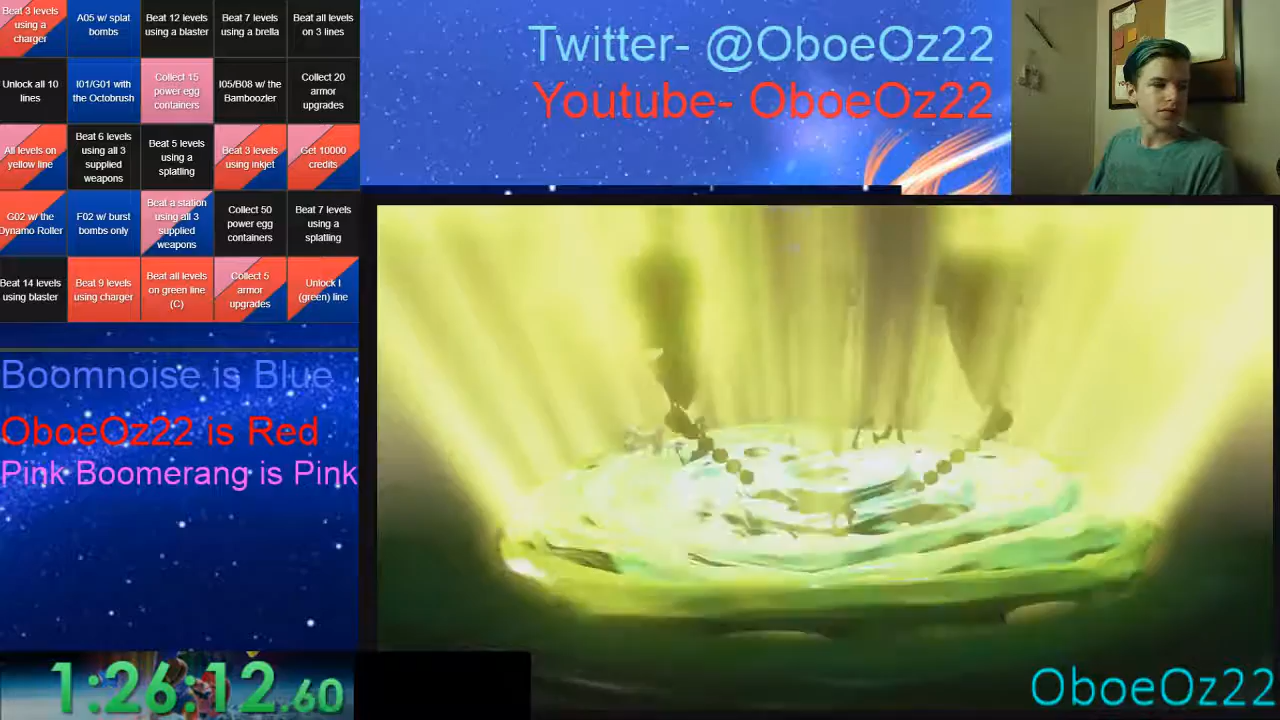 Beat 3 levels
using a
charger
A05 w/ splat
bombs
Beat 12 levels
using a blaster
Beat 7 levels
using a brella
Beat all levels
on 3 lines
Unlock all 10
lines
I01/G01 with
the Octobrush
Collect 15
power egg
containers
I05/B08 w/ the
Bamboozler
Collect 20
armor
upgrades
All levels on
yellow line
Beat 6 levels
using all 3
supplied
weapons
Beat 5 levels
using a
splatling
Beat 3 levels
using inkjet
Get 10000
credits
G02 w/ the
Dynamo Roller
F02 w/ burst
bombs only
Beat a station
using all 3
supplied
weapons
Collect 50
power egg
containers
Beat 7 levels
using a
splatling
Beat 14 levels
using blaster
Beat 9 levels
using charger
Beat all levels
on green line
(C)
Collect 5
armor
upgrades
Unlock I
(green) line
Twitter- @OboeOz22
Youtube- OboeOz22
Boomnoise is Blue
OboeOz22 is Red
Pink Boomerang is Pink
1:26:12.60
OboeOz22